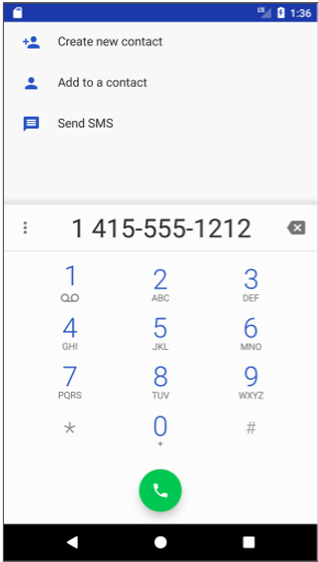 LTE 1:36
Create new contact
Add to a contact
Send SMS
1 415-555-1212
1 2 3
ABC DEF
4 5 6
GHI JKL MNO
7 8 9
PQRS TUV WXYZ
* 0 #
+